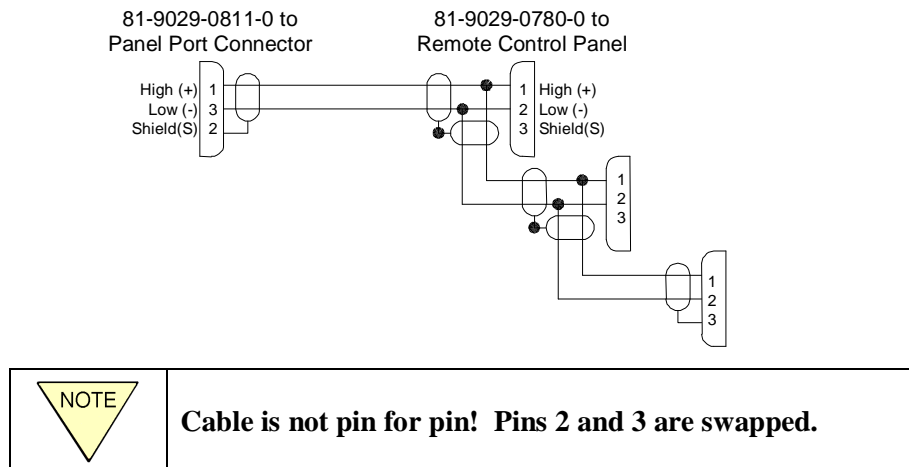 81-9029-0811-0 to
Panel Port Connector
81-9029-0780-0 to
Remote Control Panel
High (+) 1
Low (-) 3
Shield(S) 2
1 High (+)
2 Low (-)
3 Shield(S)
1
2
3
1
2
3
NOTE
Cable is not pin for pin! Pins 2 and 3 are swapped.